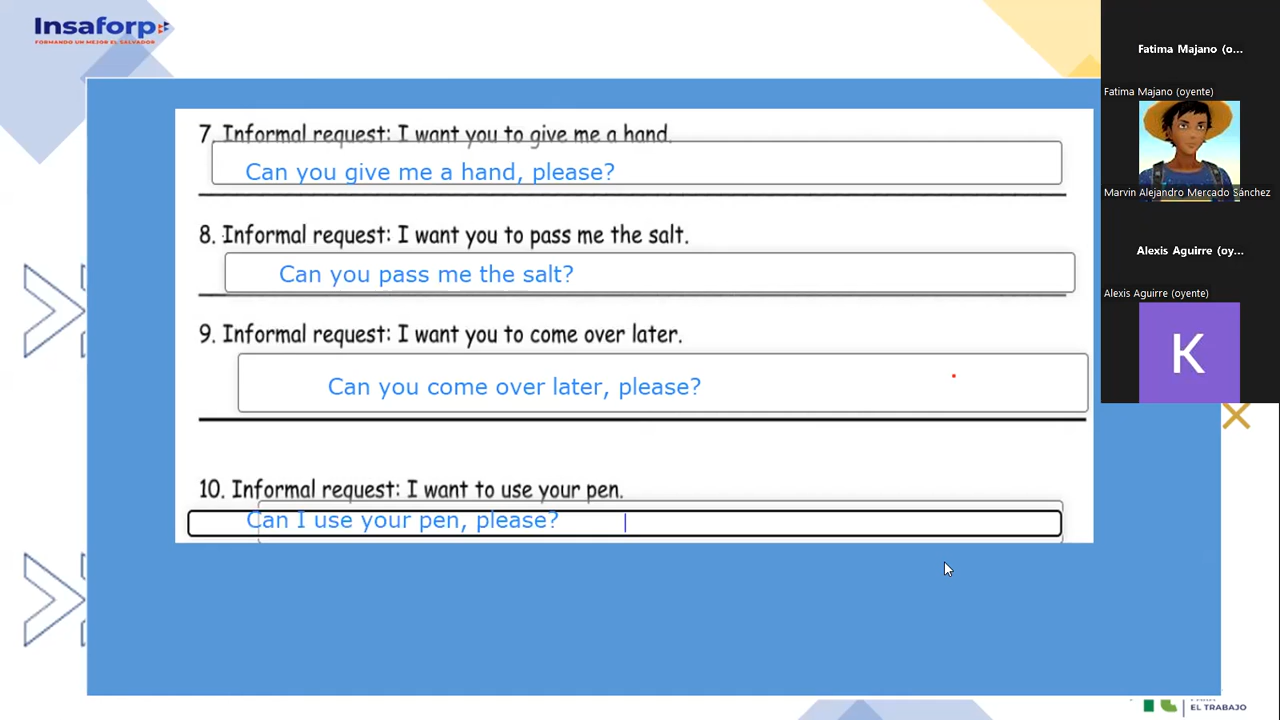 Insaforp
FORMANDO UN MEJOR EL SALVADOR
7. Informal request: I want you to give me a hand.
Can you give me a hand, please?
8. Informal request: I want you to pass me the salt.
Can you pass me the salt?
9. Informal request: I want you to come over later.
Can you come over later, please?
10. Informal request: I want to use your pen.
Can I use your pen, please?
Fatima Majano (o...
Fatima Majano (oyente)
Marvin Alejandro Mercado Sánchez
Alexis Aguirre (oy...
Alexis Aguirre (oyente)
K
EL TRABAJO